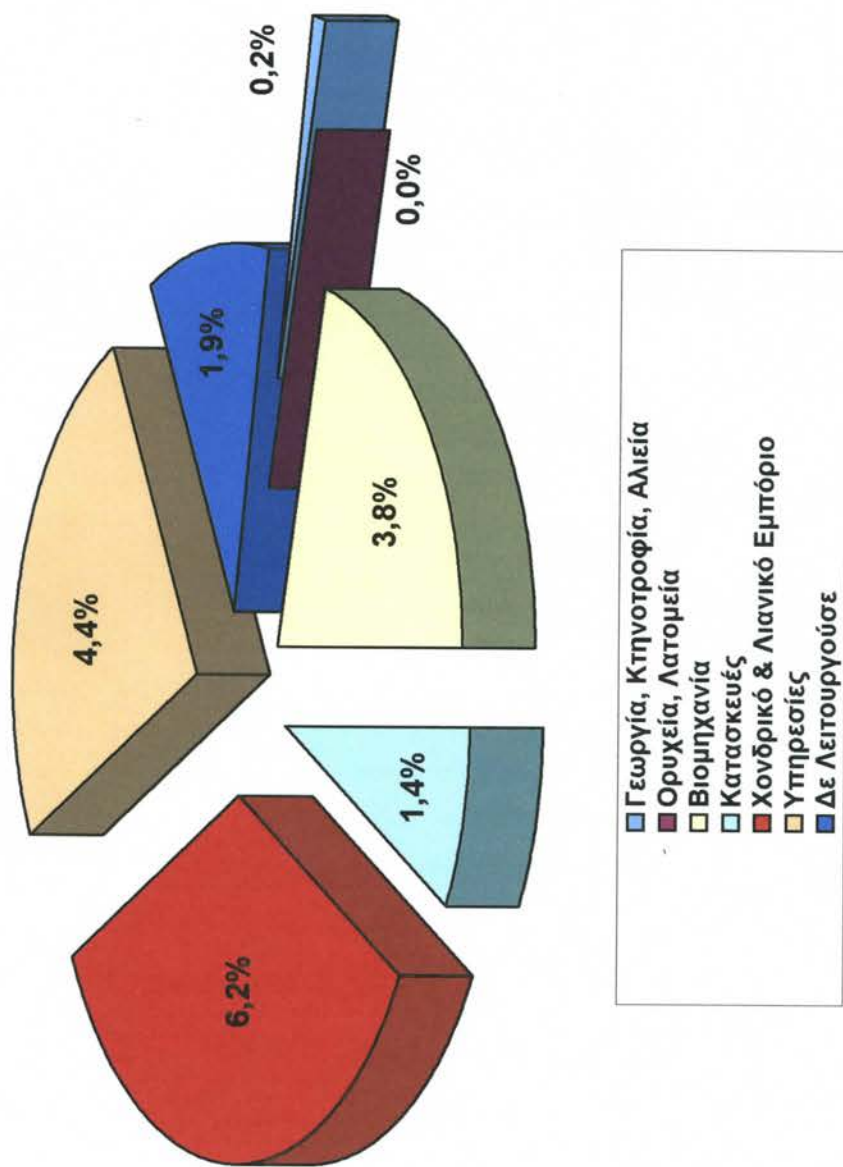 0,2%
0,0%
1,9%
4,4%
3,8%
1,4%
6,2%
Γεωργία, Κτηνοτροφία, Αλιεία
Ορυχεία, Λατομεία
Βιομηχανία
Κατασκευές
Χονδρικό & Λιανικό Εμπόριο
Υπηρεσίες
Δε Λειτουργούσε